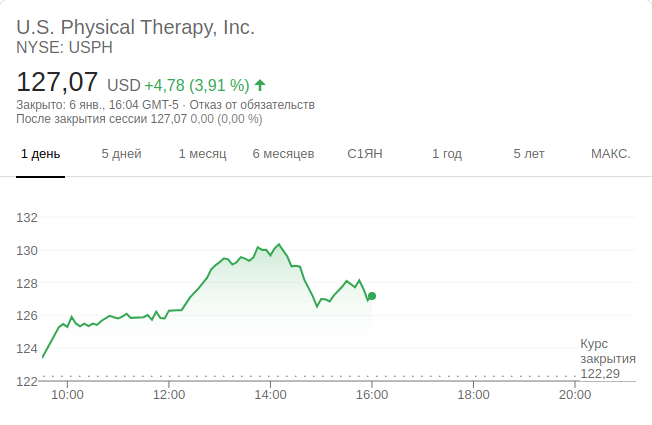 U.S. Physical Therapy, Inc.
NYSE: USPH
127,07 USD +4,78 (3,91 %)
Закрыто: 6 янв., 16:04 GMT-5 · Отказ от обязательств
После закрытия сессии 127,07 0,00 (0,00 %)
1 день 5 дней 1 месяц 6 месяцев С1ЯН 1 год 5 лет МАКС.
132
130
128
126
124
122
Курс
закрытия
122,29
10:00 12:00 14:00 16:00 18:00 20:00